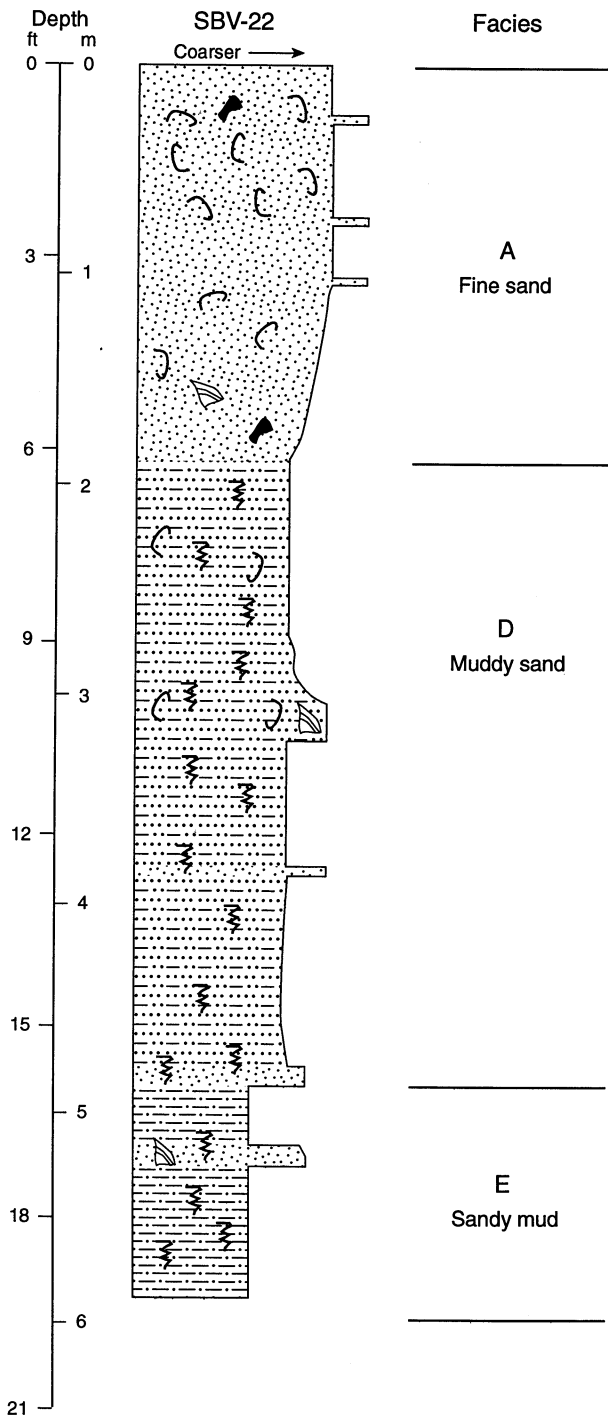 Depth
SBV-22
Facies
ft m
Coarser
0 0
3
1
A
Fine sand
6
2
9
D
Muddy sand
3
12
4
15
5
E
18
Sandy mud
6
21